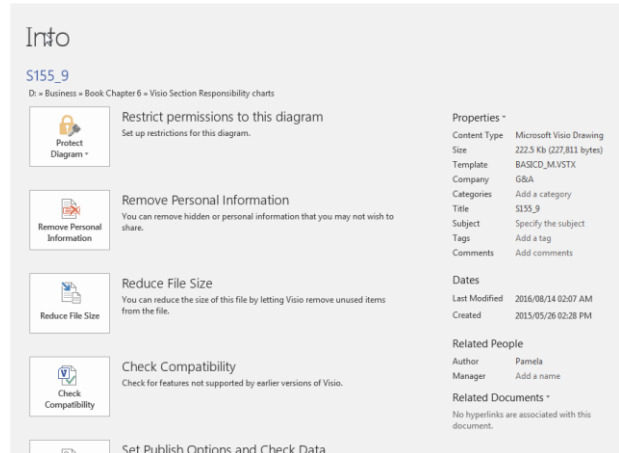 Info
S155_9
D: » Business » Book Chapter 6 » Visio Section Responsibility charts
Protect
Diagram
Restrict permissions to this diagram
Set up restrictions for this diagram.
Remove Personal
Information
Remove Personal Information
You can remove hidden or personal information that you may not wish to
share.
Reduce File Size
Reduce File Size
You can reduce the size of this file by letting Visio remove unused items
from the file.
Check
Compatibility
Check Compatibility
Check for features not supported by earlier versions of Visio.
Set Publish Options and Check Data
Properties
Content Type Microsoft Visio Drawing
Size 222.5 Kb (227,811 bytes)
Template BASICD_M.VSTX
Company G&A
Categories Add a category
Title S155_9
Subject Specify the subject
Tags Add a tag
Comments Add comments
Dates
Last Modified 2016/08/14 02:07 AM
Created 2015/05/26 02:28 PM
Related People
Author Pamela
Manager Add a name
Related Documents
No hyperlinks are associated with this
document.